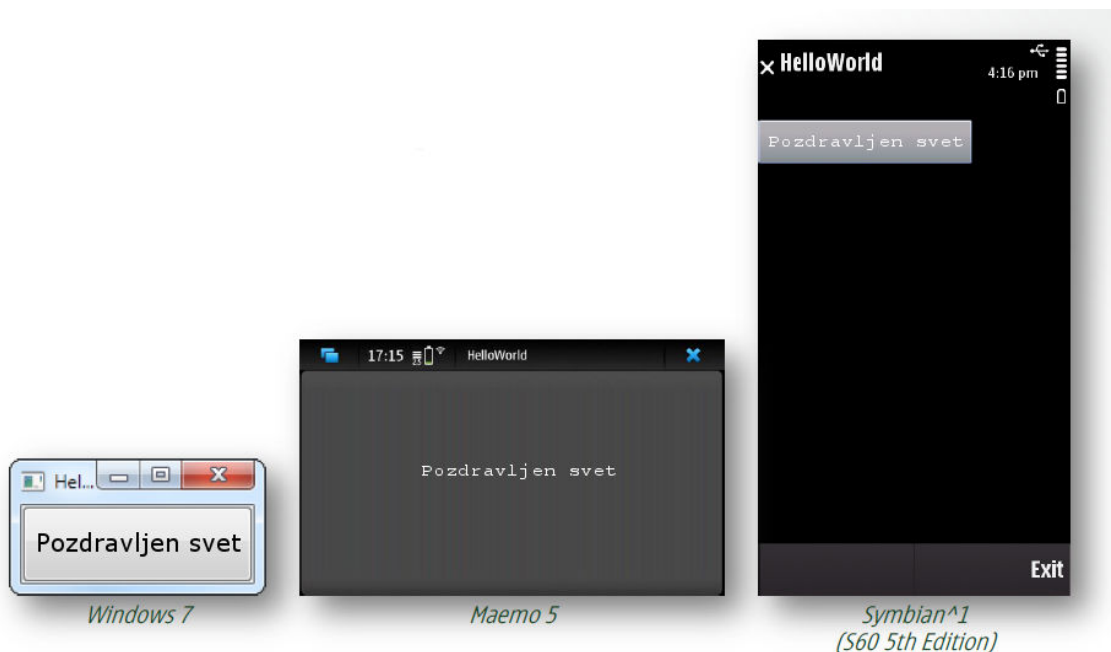 HelloWorld
4:16 pm
Pozdravljen svet
Exit
17:15 HelloWorld
Pozdravljen svet
Hel...
Pozdravljen svet
Windows 7
Maemo 5
Symbian^1
(S60 5th Edition)